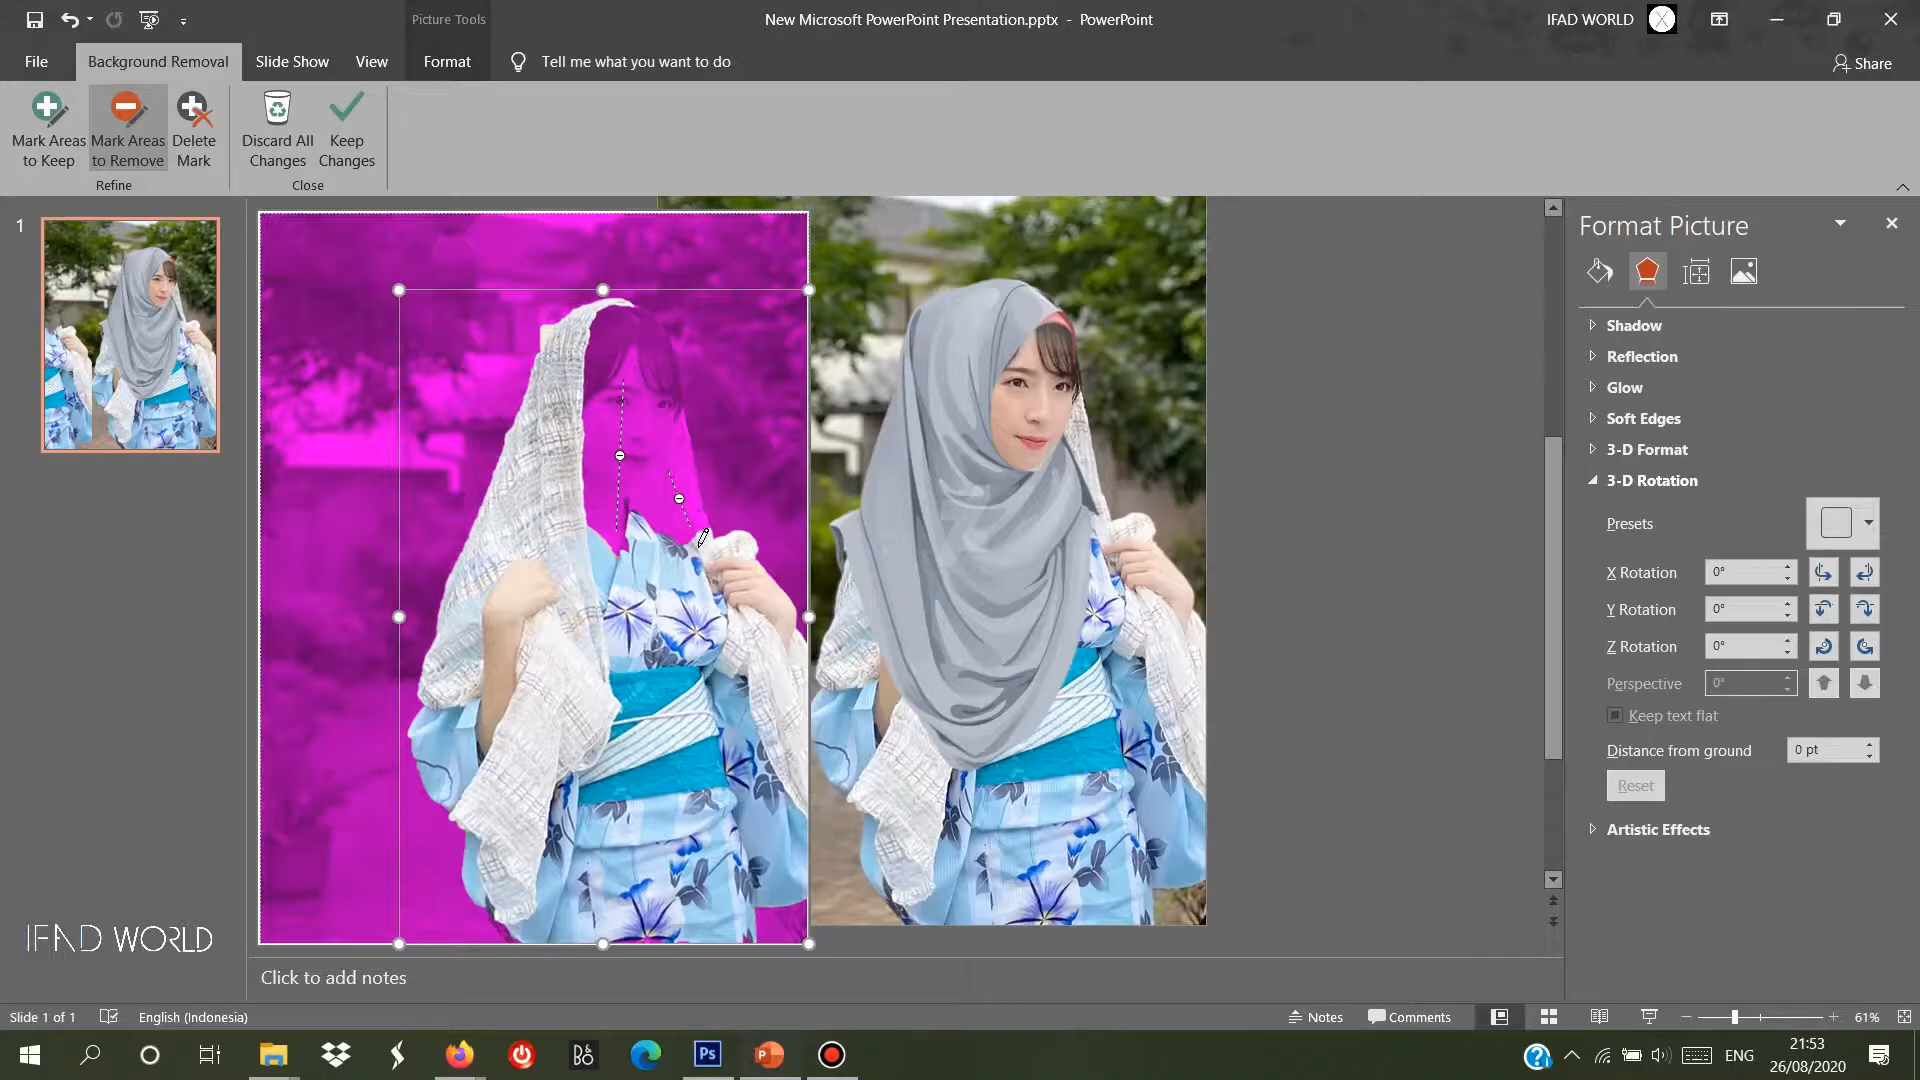 Picture Tools
New Microsoft PowerPoint Presentation.pptx - PowerPoint
IFAD WORLD
File
Background Removal
Slide Show
View
Format
Tell me what you want to do
Share
Mark Areas to Keep
Mark Areas to Remove
Delete Mark
Discard All Changes
Keep Changes
Refine
Close
1
Format Picture
Shadow
Reflection
Glow
Soft Edges
3-D Format
3-D Rotation
Presets
X Rotation 0°
Y Rotation 0°
Z Rotation 0°
Perspective 0°
Keep text flat
Distance from ground 0 pt
Reset
Artistic Effects
IFAD WORLD
Click to add notes
Slide 1 of 1
English (Indonesia)
Notes
Comments
61%
Ps
P
BO
ENG
21:53
26/08/2020